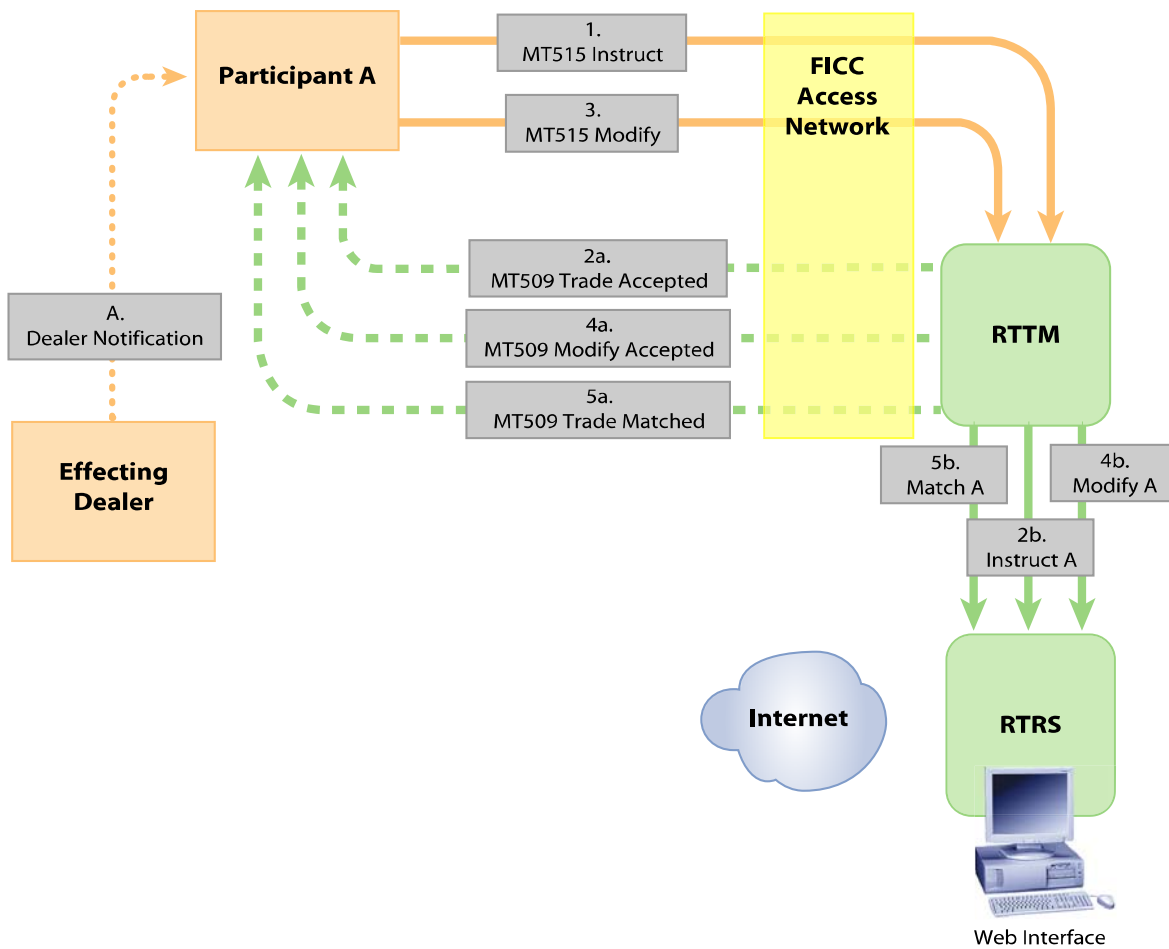 1.
MT515 Instruct
Participant A
FICC
Access
Network
3.
MT515 Modify
2a.
MT509 Trade Accepted
A.
Dealer Notification
4a.
MT509 Modify Accepted
RTTM
5a.
MT509 Trade Matched
Effecting
Dealer
5b.
Match A
4b.
Modify A
2b.
Instruct A
Internet
RTRS
Web Interface